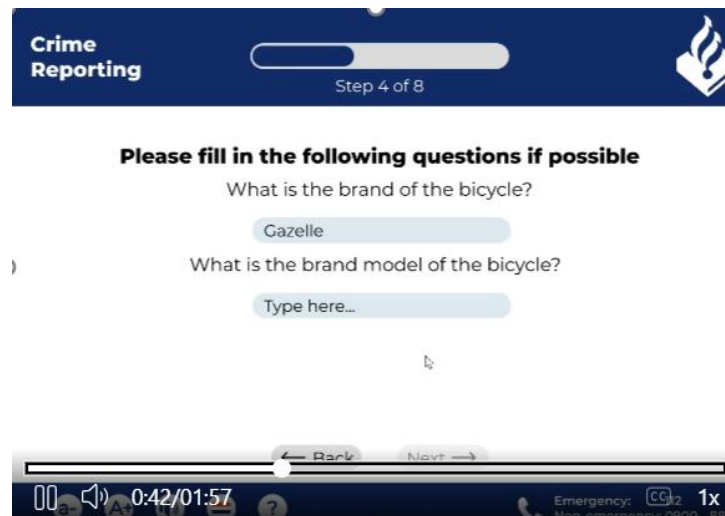 Crime
Reporting
Step 4 of 8
Please fill in the following questions if possible
What is the brand of the bicycle?
Gazelle
What is the brand model of the bicycle?
Type here...
← Back
Next →
0:42/01:57
A+
?
Emergency:
CC
1x